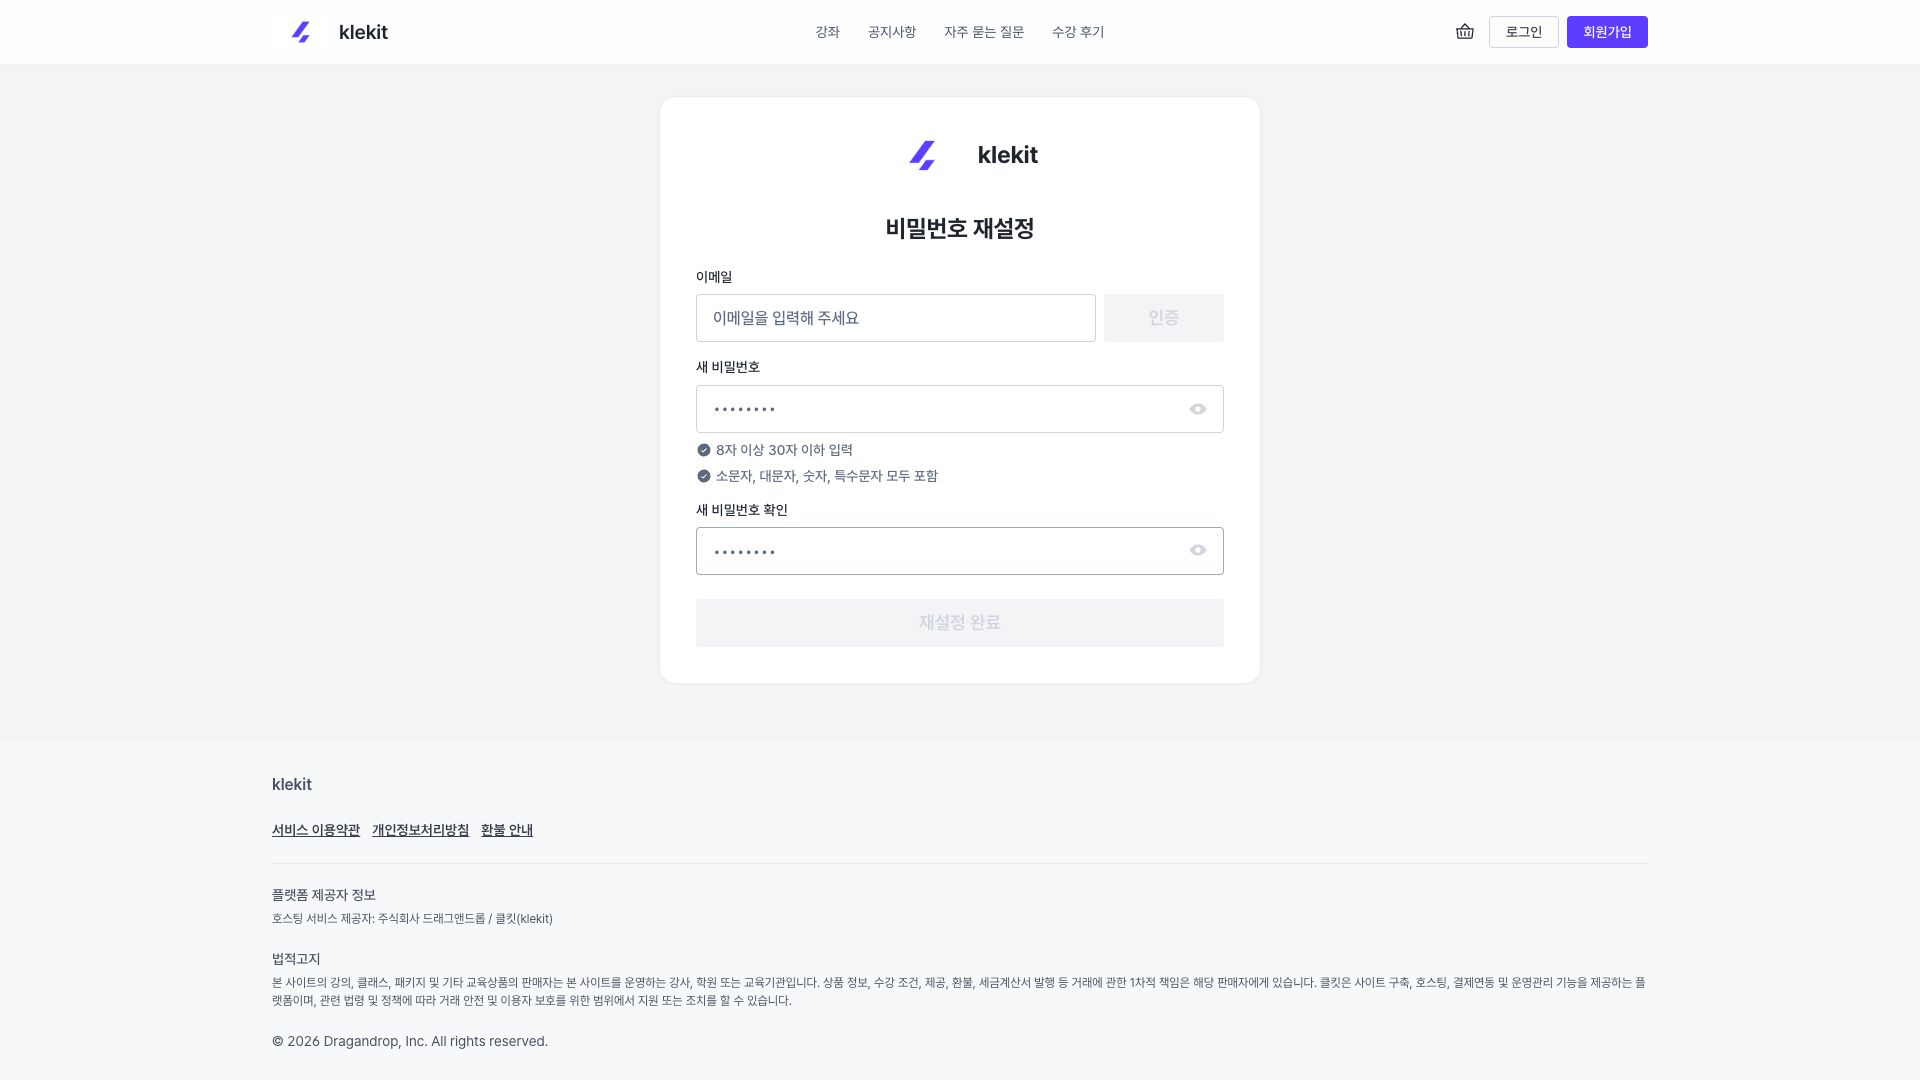 klekit
강좌
공지사항
자주 묻는 질문
수강 후기
로그인
회원가입
klekit
비밀번호 재설정
이메일
이메일을 입력해 주세요
인증
새 비밀번호
••••••••
8자 이상 30자 이하 입력
소문자, 대문자, 숫자, 특수문자 모두 포함
새 비밀번호 확인
••••••••
재설정 완료
klekit
서비스 이용약관 개인정보처리방침 환불 안내
플랫폼 제공자 정보
호스팅 서비스 제공자: 주식회사 드래그앤드롭 / 클킷(klekit)
법적고지
본 사이트의 강의, 클래스, 패키지 및 기타 교육상품의 판매자는 본 사이트를 운영하는 강사, 학원 또는 교육기관입니다. 상품 정보, 수강 조건, 제공, 환불, 세금계산서 발행 등 거래에 관한 1차적 책임은 해당 판매자에게 있습니다. 클킷은 사이트 구축, 호스팅, 결제연동 및 운영관리 기능을 제공하는 플
랫폼이며, 관련 법령 및 정책에 따라 거래 안전 및 이용자 보호를 위한 범위에서 지원 또는 조치를 할 수 있습니다.
© 2026 Dragandrop, Inc. All rights reserved.